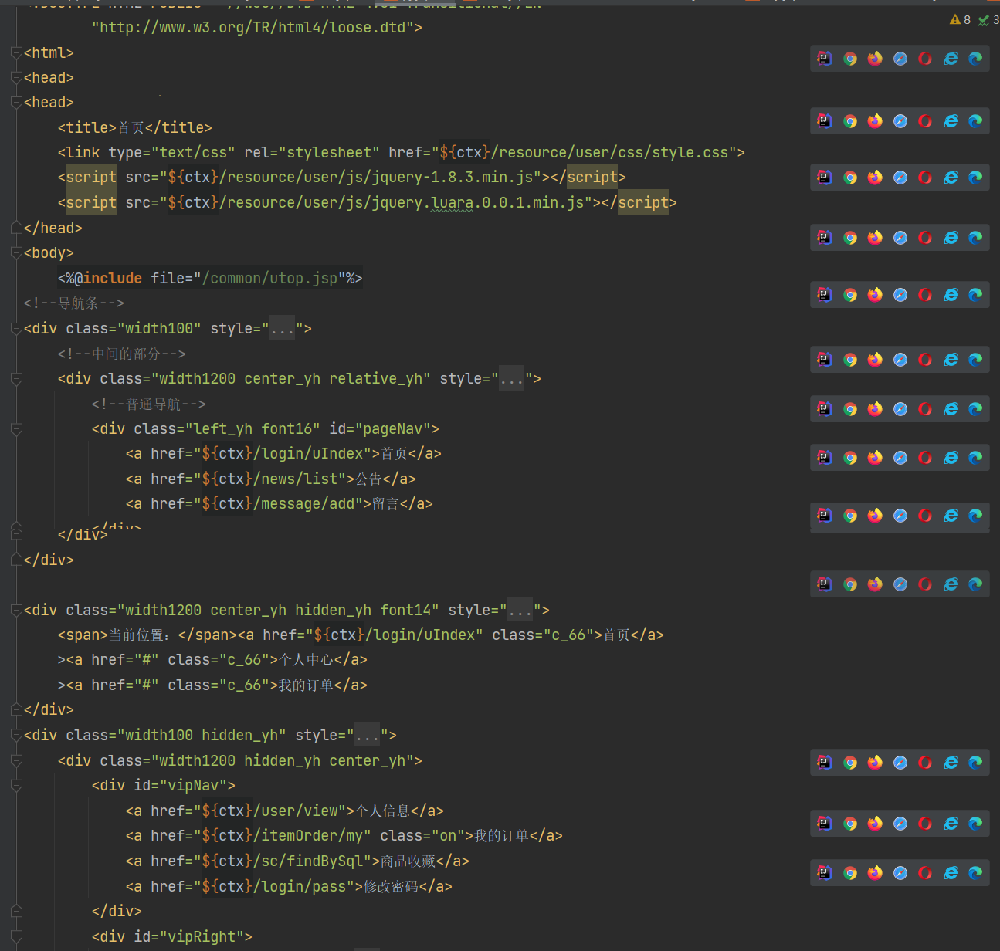 "http://www.w3.org/TR/html4/loose.dtd">
8 3
<html>
<head>
<head>
<title>首页</title>
<link type="text/css" rel="stylesheet" href="${ctx}/resource/user/css/style.css">
<script src="${ctx}/resource/user/js/jquery-1.8.3.min.js"></script>
<script src="${ctx}/resource/user/js/jquery.luara.0.0.1.min.js"></script>
</head>
<body>
<%@include file="/common/utop.jsp"%>
<!--导航条-->
<div class="width100" style="...">
<!--中间的部分-->
<div class="width1200 center_yh relative_yh" style="...">
<!--普通导航-->
<div class="left_yh font16" id="pageNav">
<a href="${ctx}/login/uIndex">首页</a>
<a href="${ctx}/news/list">公告</a>
<a href="${ctx}/message/add">留言</a>
</div>
</div>
</div>
<div class="width1200 center_yh hidden_yh font14" style="...">
<span>当前位置：</span><a href="${ctx}/login/uIndex" class="c_66">首页</a>
><a href="#" class="c_66">个人中心</a>
><a href="#" class="c_66">我的订单</a>
</div>
<div class="width100 hidden_yh" style="...">
<div class="width1200 hidden_yh center_yh">
<div id="vipNav">
<a href="${ctx}/user/view">个人信息</a>
<a href="${ctx}/itemOrder/my" class="on">我的订单</a>
<a href="${ctx}/sc/findBySql">商品收藏</a>
<a href="${ctx}/login/pass">修改密码</a>
</div>
<div id="vipRight">